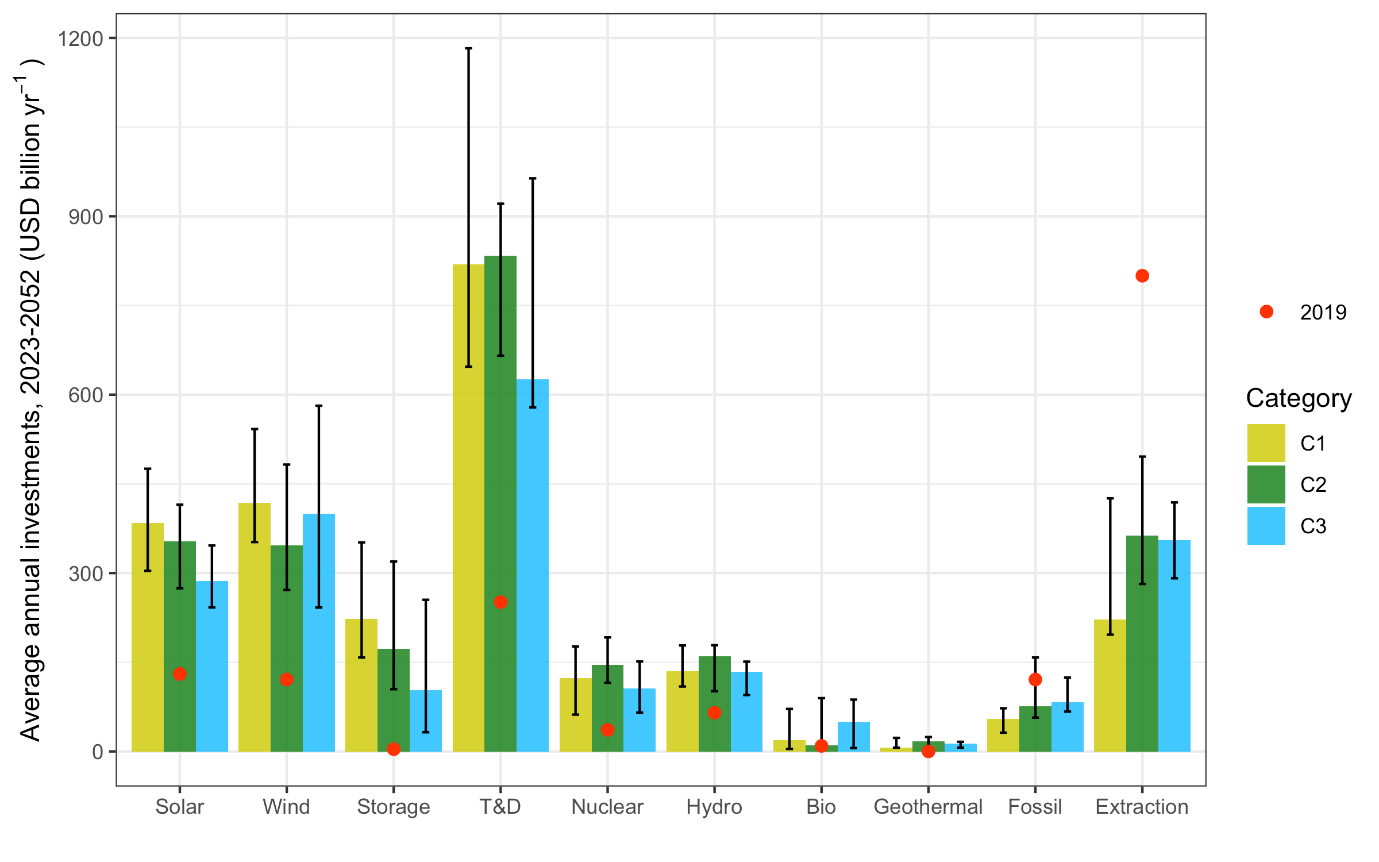 Average annual investments, 2023-2052 (USD billion yr⁻¹ )
1200
900
600
300
0
Solar
Wind
Storage
T&D
Nuclear
Hydro
Bio
Geothermal
Fossil
Extraction
2019
Category
C1
C2
C3